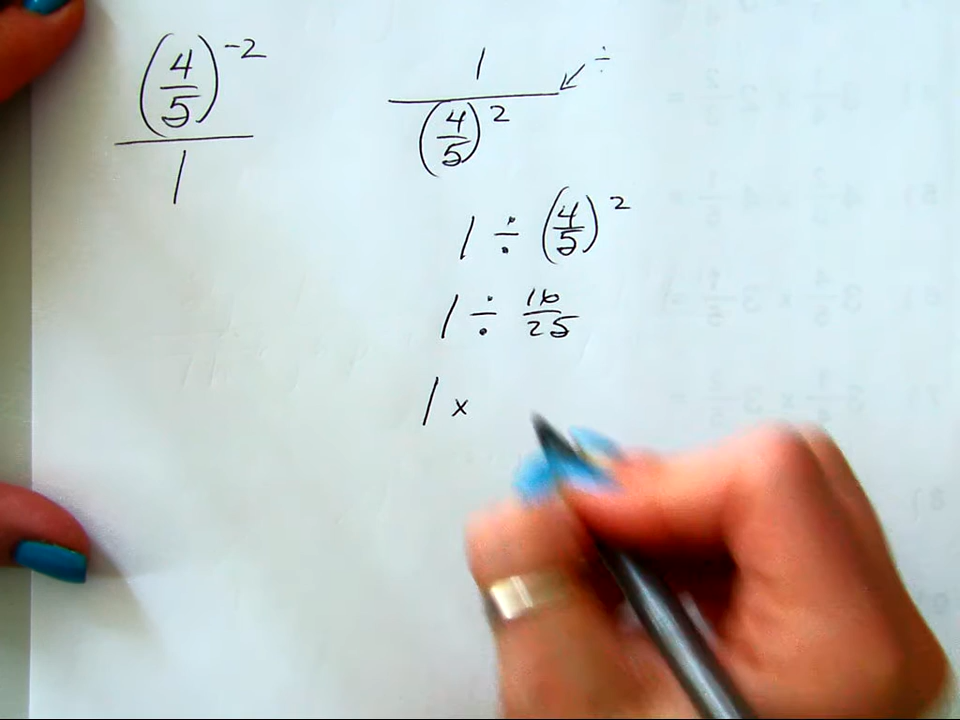 (4/5)^-2 / 1
1 / (4/5)^2 ÷
1 ÷ (4/5)^2
1 ÷ 16/25
1 ×